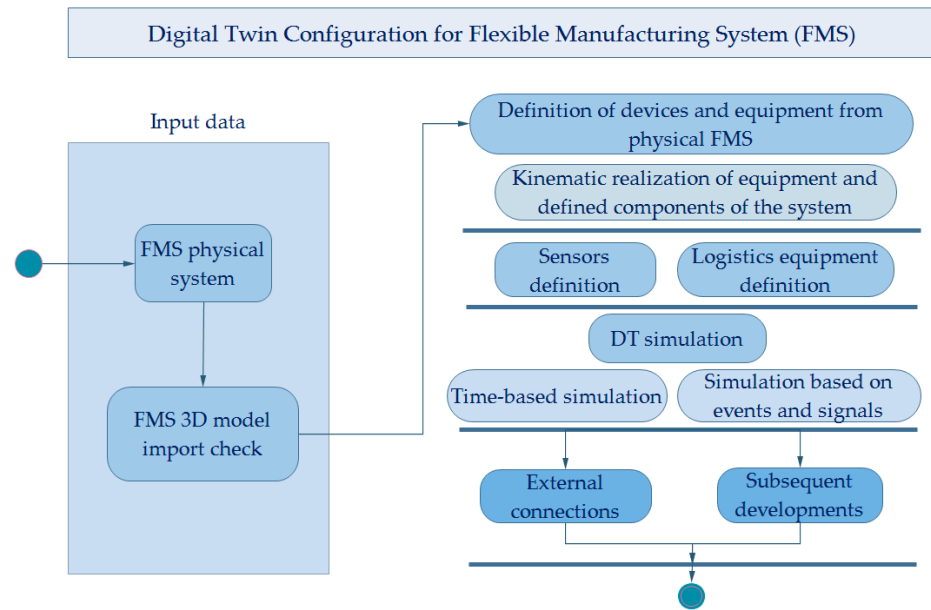 Digital Twin Configuration for Flexible Manufacturing System (FMS)
Input data
FMS physical
system
FMS 3D model
import check
Definition of devices and equipment from
physical FMS
Kinematic realization of equipment and
defined components of the system
Sensors
definition
Logistics equipment
definition
DT simulation
Time-based simulation
Simulation based on
events and signals
External
connections
Subsequent
developments